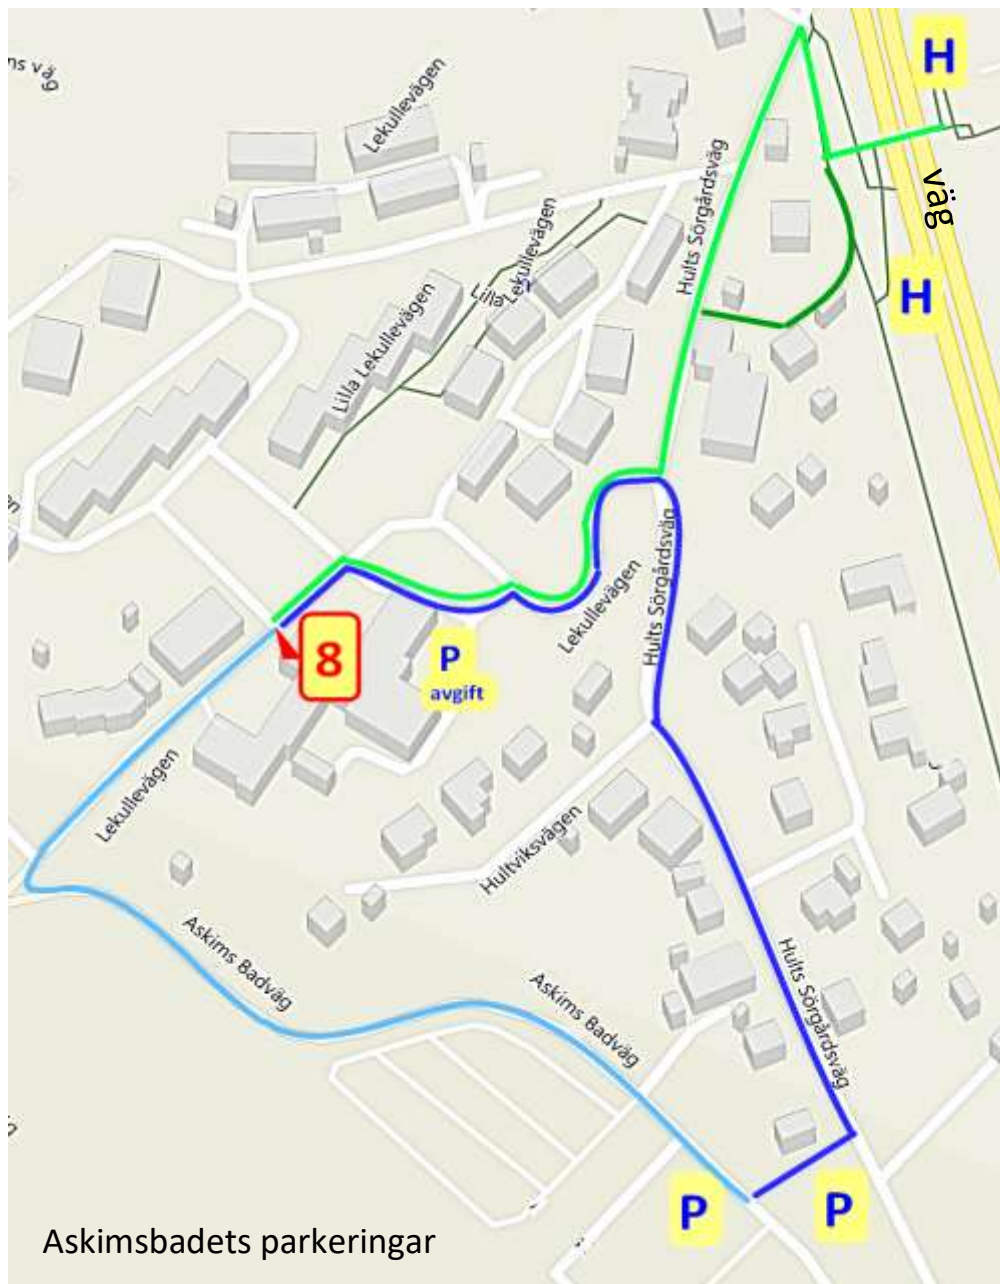 H
ns väg
Lekullevägen
väg
Hults Sörgårdsväg
Lilla Lekullevägen
H
Lilla Lekullevägen
Hults Sörgårdsväg
Lekullevägen
8
P
avgift
Lekullevägen
Hultviksvägen
Askims Badväg
Askims Badväg
Hults Sörgårdsväg
P
P
Askimsbadets parkeringar